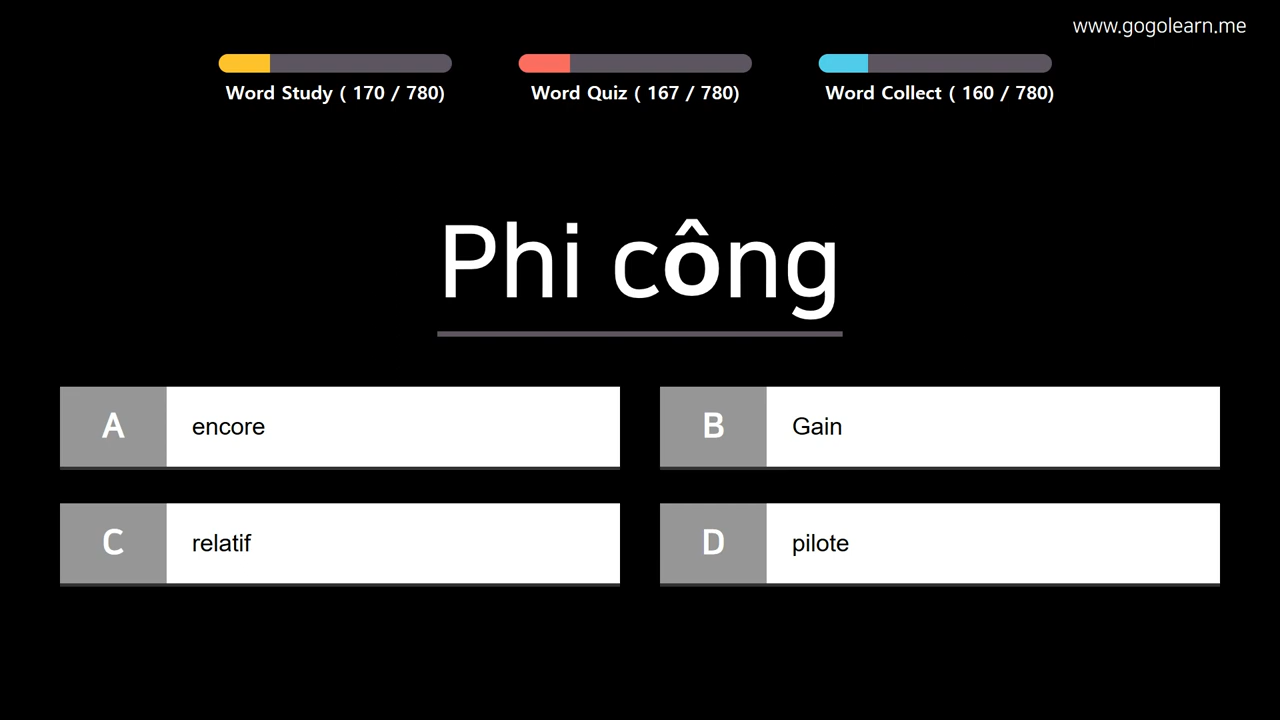 www.gogolearn.me
Word Study ( 170 / 780)
Word Quiz ( 167 / 780)
Word Collect ( 160 / 780)
Phi công
A encore
B Gain
C relatif
D pilote